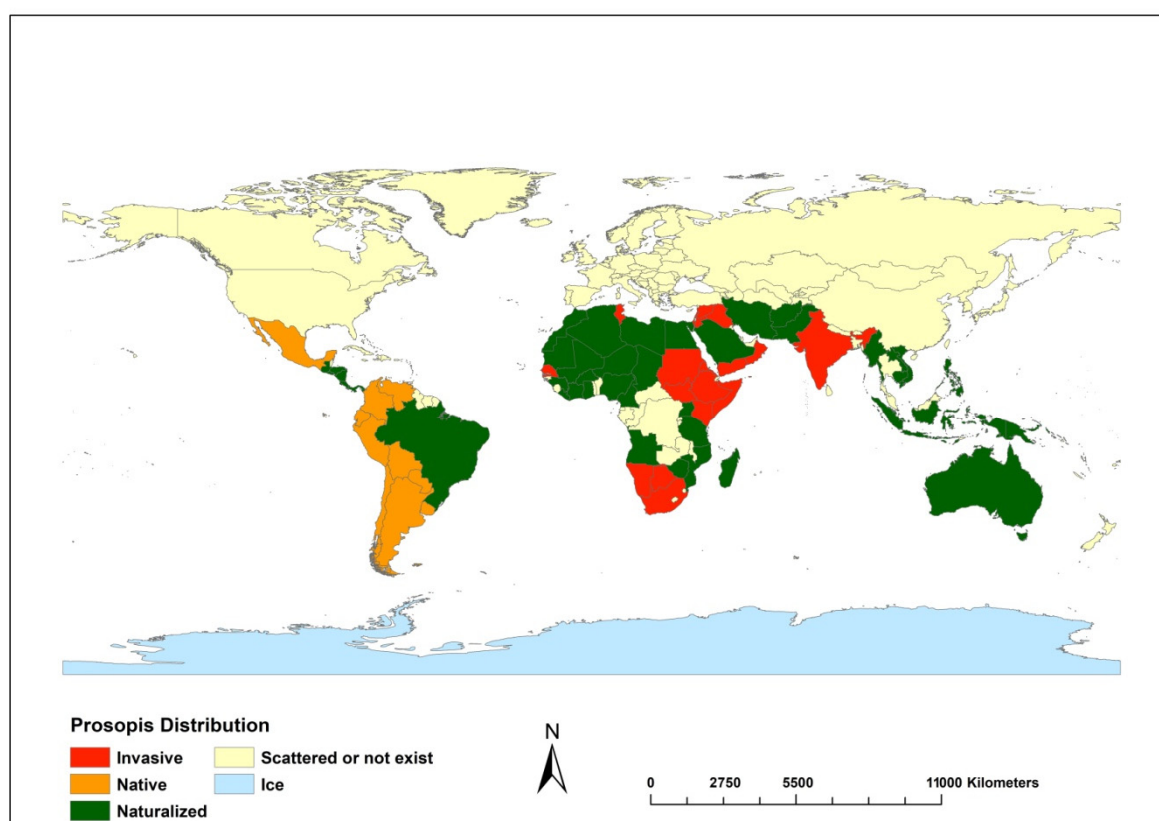 Prosopis Distribution
Invasive
Native
Naturalized
Scattered or not exist
Ice
N
0 2750 5500 11000 Kilometers